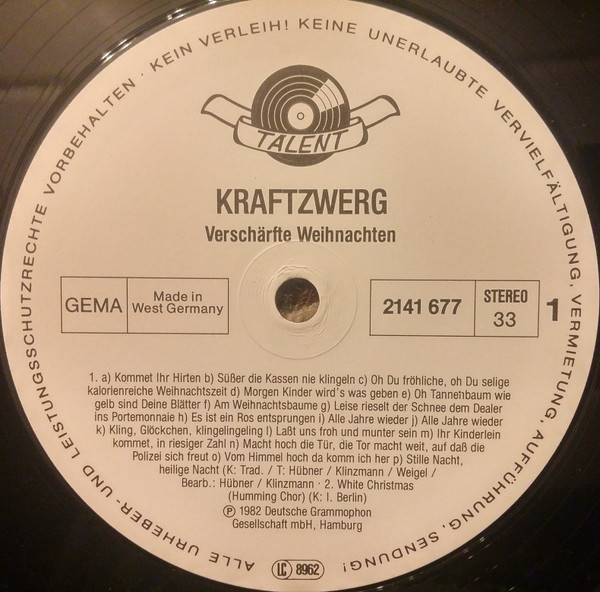 ALLE URHEBER- UND LEISTUNGSSCHUTZRECHTE VORBEHALTEN · KEIN VERLEIH! KEINE UNERLAUBTE VERVIELFÄLTIGUNG, VERMIETUNG, AUFFÜHRUNG, SENDUNG!
TALENT
KRAFTZWERG
Verschärfte Weihnachten
GEMA
Made in
West Germany
2141 677
STEREO
33
1
1. a) Kommet Ihr Hirten b) Süßer die Kassen nie klingeln c) Oh Du fröhliche, oh Du selige
kalorienreiche Weihnachtszeit d) Morgen Kinder wird's was geben e) Oh Tannenbaum wie
gelb sind Deine Blätter f) Am Weihnachtsbaume g) Leise rieselt der Schnee dem Dealer
ins Portemonnaie h) Es ist ein Ros entsprungen i) Alle Jahre wieder j) Alle Jahre wieder
k) Kling, Glöckchen, klingelingeling l) Laßt uns froh und munter sein m) Ihr Kinderlein
kommet, in riesiger Zahl n) Macht hoch die Tür, die Tor macht weit, auf daß die
Polizei sich freut o) Vom Himmel hoch da komm ich her p) Stille Nacht,
heilige Nacht (K: Trad. / T: Hübner / Klinzmann / Weigel /
Bearb.: Hübner / Klinzmann · 2. White Christmas
(Humming Chor) (K: I. Berlin)
Ⓟ 1982 Deutsche Grammophon
Gesellschaft mbH, Hamburg
LC 8962